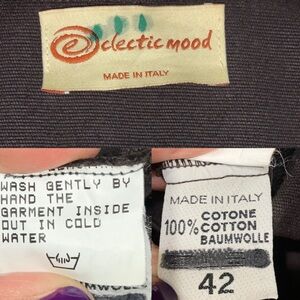 eclectic mood
MADE IN ITALY
WASH GENTLY BY
HAND THE
GARMENT INSIDE
OUT IN COLD
WATER
MADE IN ITALY
100% COTONE
COTTON
BAUMWOLLE
42